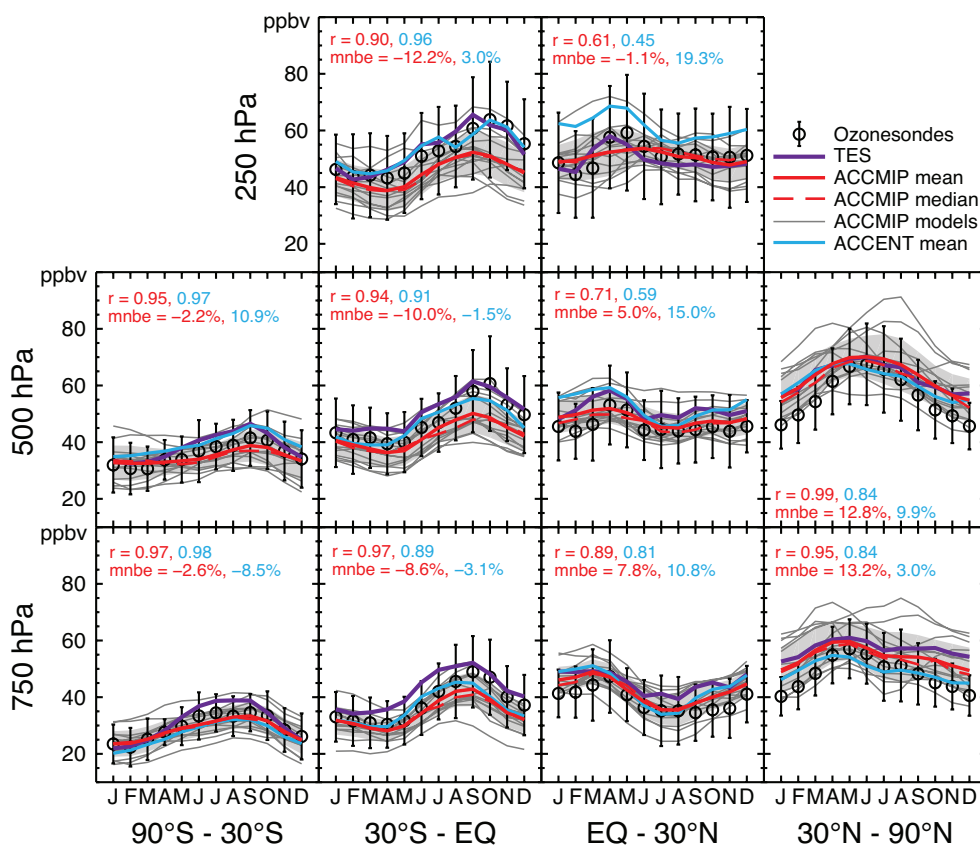 ppbv
r = 0.90, 0.96
mnbe = −12.2%, 3.0%
r = 0.61, 0.45
mnbe = −1.1%, 19.3%
80
60
40
20
250 hPa
Ozonesondes
TES
ACCMIP mean
ACCMIP median
ACCMIP models
ACCENT mean
ppbv
r = 0.95, 0.97
mnbe = −2.2%, 10.9%
r = 0.94, 0.91
mnbe = −10.0%, −1.5%
r = 0.71, 0.59
mnbe = 5.0%, 15.0%
r = 0.99, 0.84
mnbe = 12.8%, 9.9%
80
60
40
20
500 hPa
ppbv
r = 0.97, 0.98
mnbe = −2.6%, −8.5%
r = 0.97, 0.89
mnbe = −8.6%, −3.1%
r = 0.89, 0.81
mnbe = 7.8%, 10.8%
r = 0.95, 0.84
mnbe = 13.2%, 3.0%
80
60
40
20
750 hPa
J FMAMJ J ASOND
J FMAMJ J ASOND
J FMAMJ J ASOND
J FMAMJ J ASOND
90°S - 30°S
30°S - EQ
EQ - 30°N
30°N - 90°N